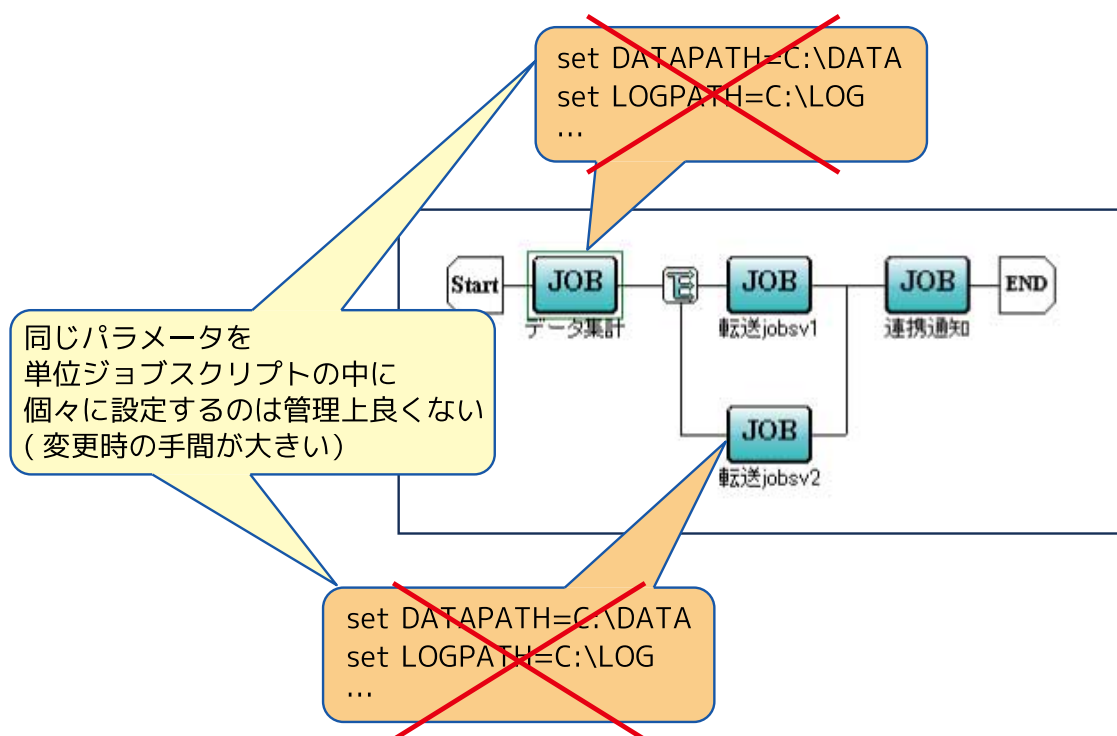 set DATAPATH=C:\DATA
set LOGPATH=C:\LOG
...
Start
JOB
データ集計
JOB
転送jobsv1
JOB
連携通知
END
同じパラメータを
単位ジョブスクリプトの中に
個々に設定するのは管理上良くない
( 変更時の手間が大きい)
JOB
転送jobsv2
set DATAPATH=C:\DATA
set LOGPATH=C:\LOG
...